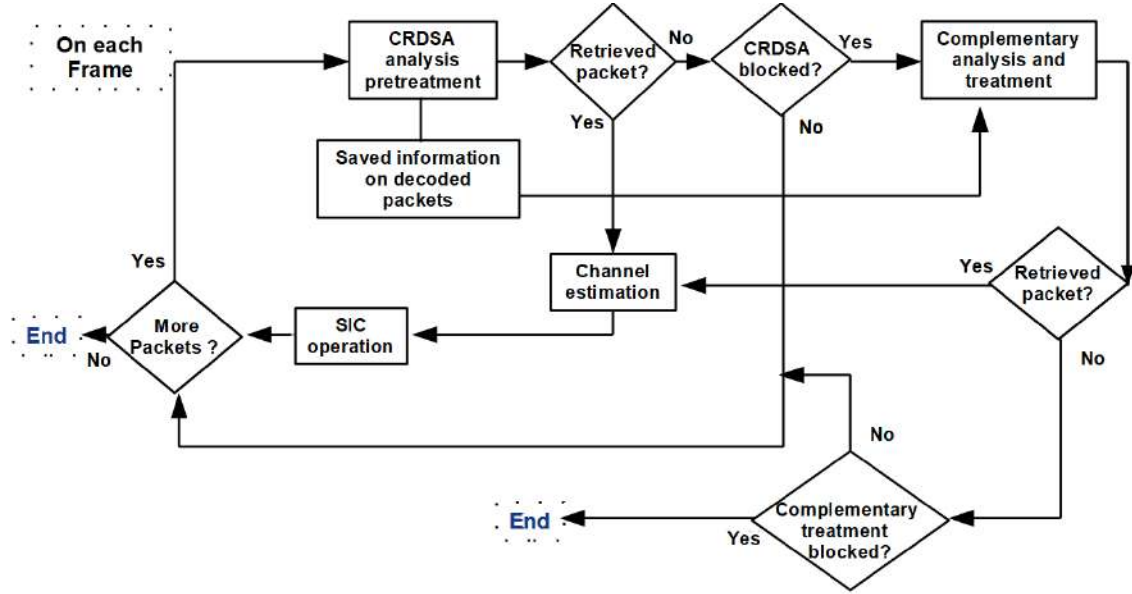 On each
Frame
CRDSA
analysis
pretreatment
Retrieved
packet?
No
CRDSA
blocked?
Yes
Complementary
analysis and
treatment
Yes
No
Saved information
on decoded
packets
Yes
Channel
estimation
Yes
Retrieved
packet?
End
No
More
Packets ?
SIC
operation
No
No
End
Yes
Complementary
treatment
blocked?